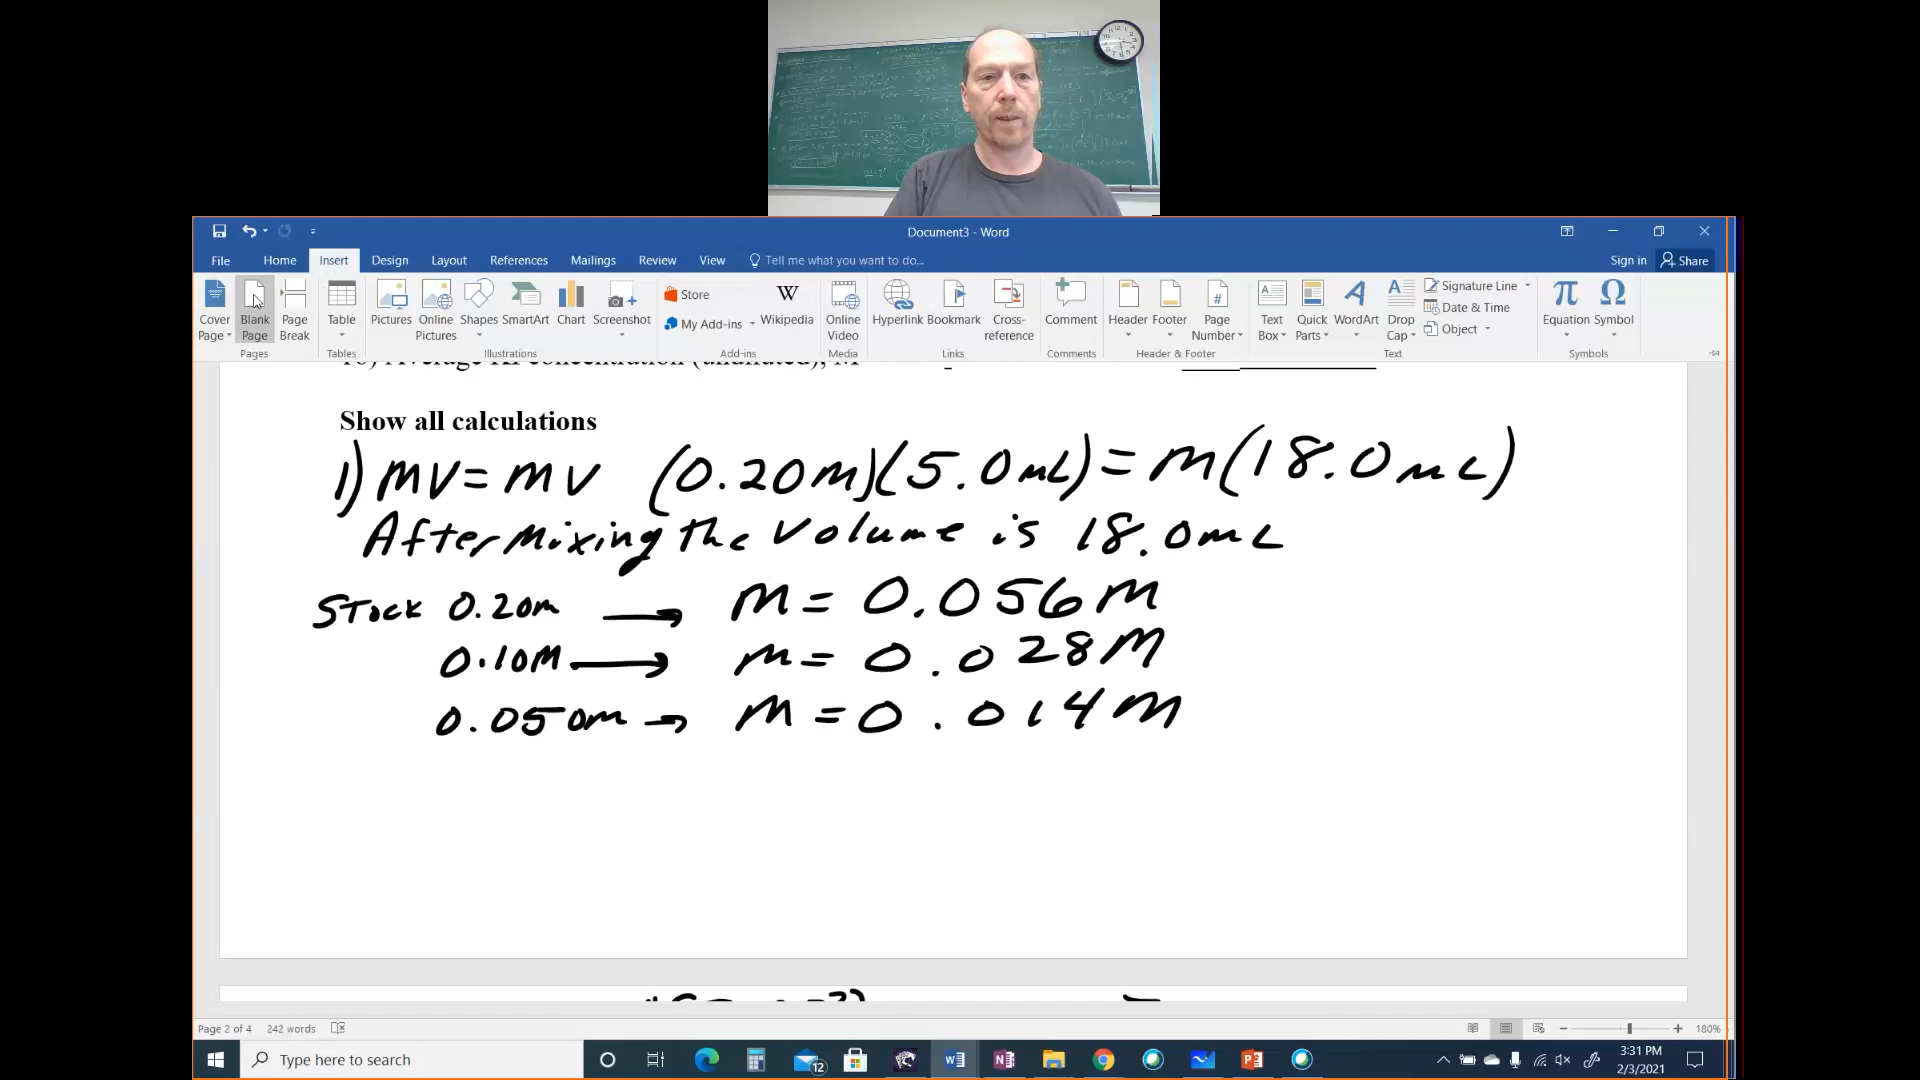 Document3 - Word
File Home Insert Design Layout References Mailings Review View Tell me what you want to do... Sign in Share
Cover Page Blank Page Page Break Table Pictures Online Pictures Shapes SmartArt Chart Screenshot Store My Add-ins Wikipedia Online Video Hyperlink Bookmark Cross-reference Comment Header Footer Page Number Text Box Quick Parts WordArt Drop Cap Signature Line Date & Time Object Equation Symbol
Pages Tables Illustrations Add-ins Media Links Comments Header & Footer Text Symbols
Show all calculations
1) MV = MV (0.20M)(5.0mL) = M(18.0mL)
After Mixing the Volume is 18.0mL
Stock 0.20M → M = 0.056M
0.10M → M = 0.028M
0.050M → M = 0.014M
Page 2 of 4 242 words 180%
Type here to search 12 3:31 PM
2/3/2021